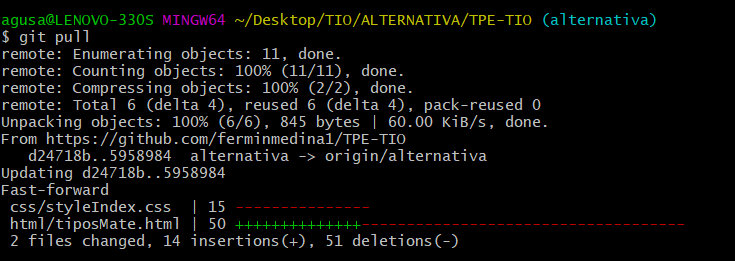 agusa@LENOVO-330S MINGW64 ~/Desktop/TIO/ALTERNATIVA/TPE-TIO (alternativa)
$ git pull
remote: Enumerating objects: 11, done.
remote: Counting objects: 100% (11/11), done.
remote: Compressing objects: 100% (2/2), done.
remote: Total 6 (delta 4), reused 6 (delta 4), pack-reused 0
Unpacking objects: 100% (6/6), 845 bytes | 60.00 KiB/s, done.
From https://github.com/ferminmedina1/TPE-TIO
   d24718b..5958984  alternativa -> origin/alternativa
Updating d24718b..5958984
Fast-forward
 css/styleIndex.css  | 15 ---------------
 html/tiposMate.html | 50 ++++++++++++++------------------------------------
 2 files changed, 14 insertions(+), 51 deletions(-)